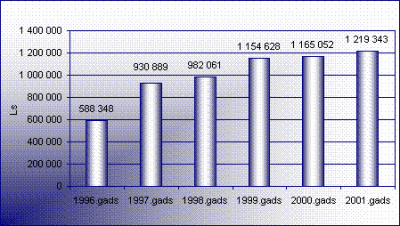 1 400 000
1 200 000
1 000 000
800 000
600 000
400 000
200 000
0
Ls
588 348
930 889
982 061
1 154 628
1 165 052
1 219 343
1996.gads
1997.gads
1998.gads
1999.gads
2000.gads
2001.gads